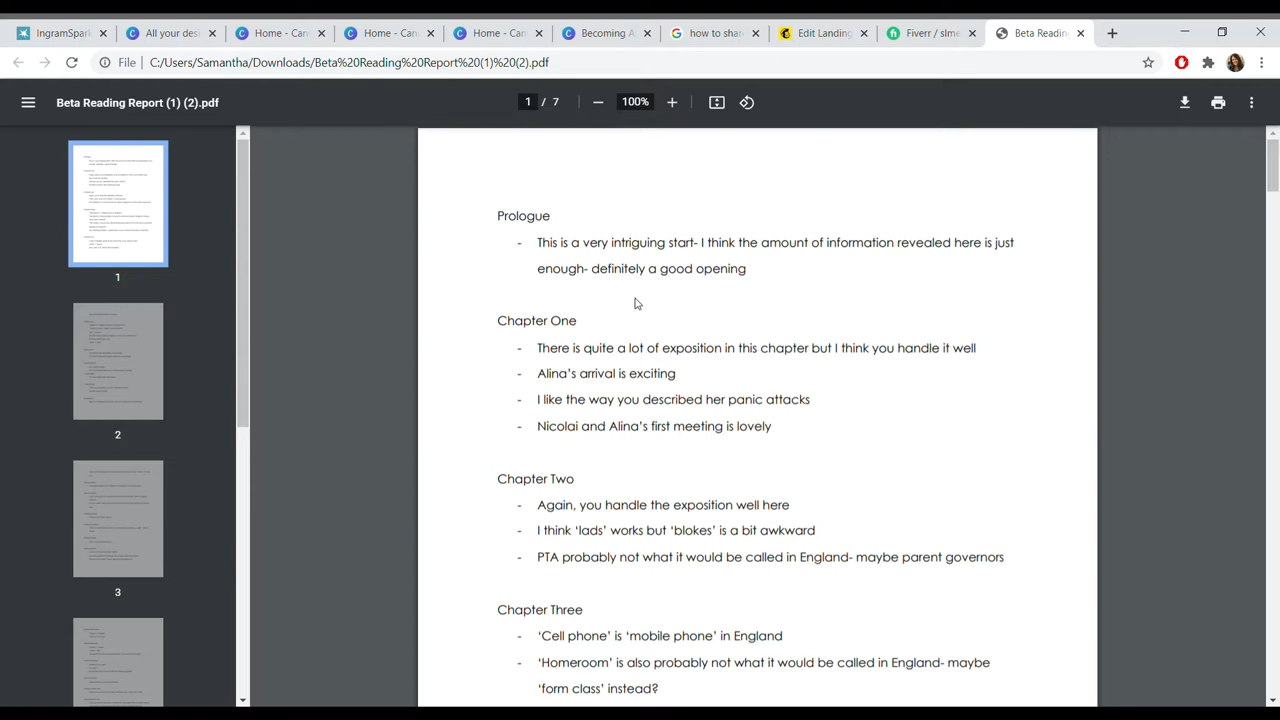 IngramSpar
All your des
Home - Can
Home - Can
Home - Can
Becoming A
how to shar
Edit Landing
Fiverr / slme
Beta Readin
File
C:/Users/Samantha/Downloads/Beta%20Reading%20Report%20(1)%20(2).pdf
Beta Reading Report (1) (2).pdf
1 / 7
100%
1
2
3
Prologue
- This is a very intriguing start- I think the amount of information revealed here is just
enough- definitely a good opening
Chapter One
- There is quite a lot of exposition in this chapter but I think you handle it well
- Alina’s arrival is exciting
- I like the way you described her panic attacks
- Nicolai and Alina’s first meeting is lovely
Chapter Two
- Again, you handle the exposition well here
- I think ‘lads’ works but ‘blokes’ is a bit awkward
- PTA probably not what it would be called in England- maybe parent governors
Chapter Three
- ‘Cell phone’ is ‘mobile phone’ in England
- ‘Homeroom’ is also probably not what it would be called in England- maybe
‘form class’ instead?